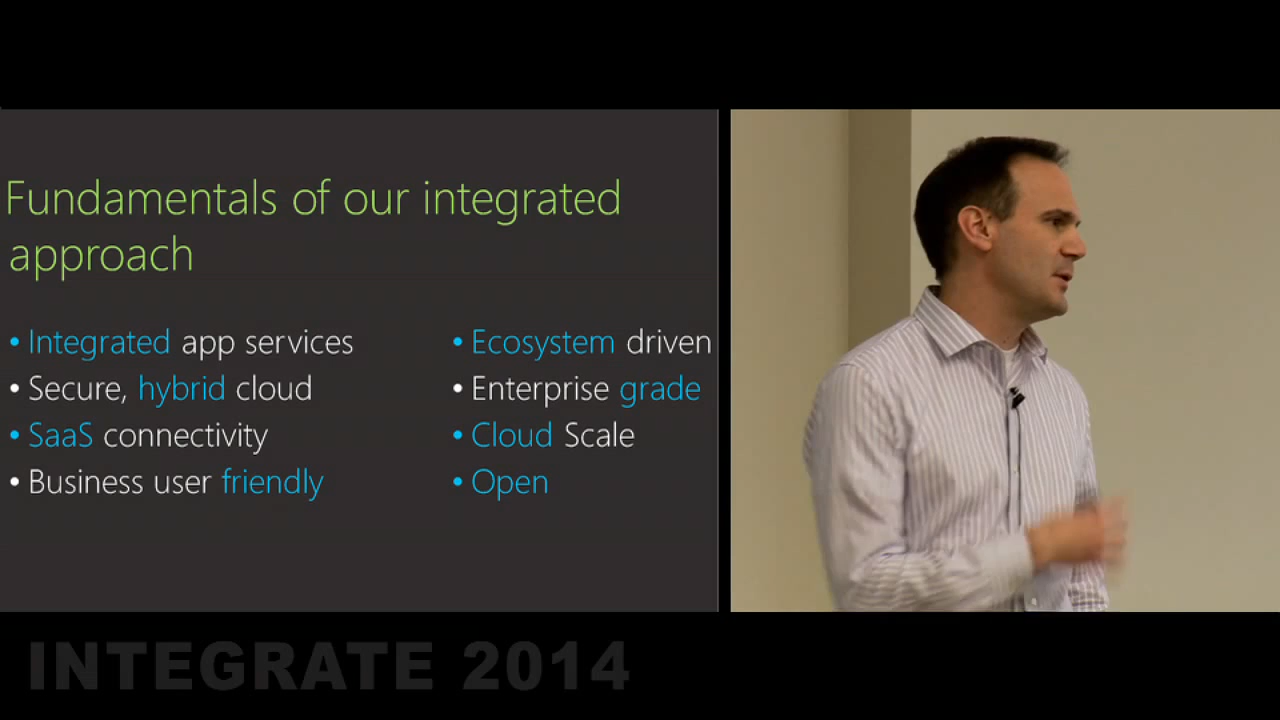 Fundamentals of our integrated
approach
• Integrated app services
• Secure, hybrid cloud
• SaaS connectivity
• Business user friendly
• Ecosystem driven
• Enterprise grade
• Cloud Scale
• Open
INTEGRATE 2014